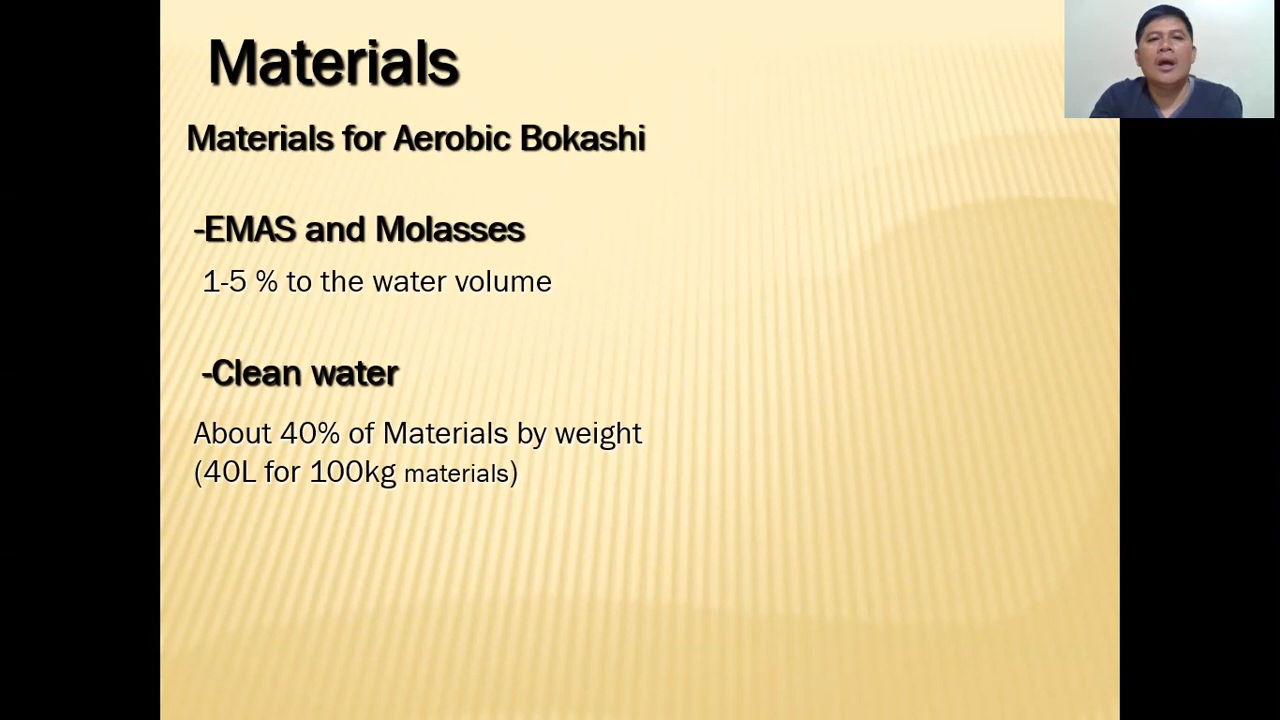 Materials
Materials for Aerobic Bokashi
-EMAS and Molasses
1-5 % to the water volume
-Clean water
About 40% of Materials by weight
(40L for 100kg materials)